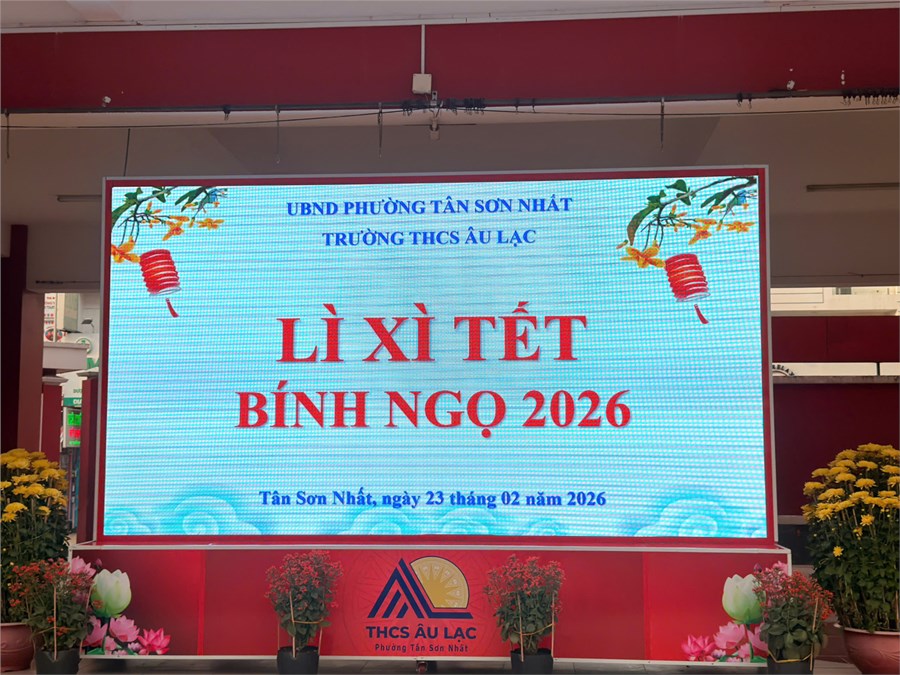 UBND PHƯỜNG TÂN SƠN NHẤT
TRƯỜNG THCS ÂU LẠC
LÌ XÌ TẾT
BÍNH NGỌ 2026
Tân Sơn Nhất, ngày 23 tháng 02 năm 2026
THCS ÂU LẠC
Phường Tân Sơn Nhất